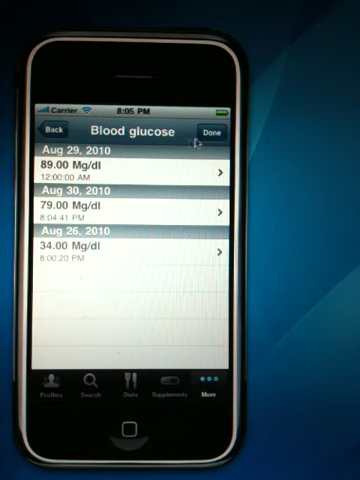 Carrier 8:05 PM
Back Blood glucose Done
Aug 29, 2010
89.00 Mg/dl
12:00:00 AM
Aug 30, 2010
79.00 Mg/dl
8:04:41 PM
Aug 26, 2010
34.00 Mg/dl
8:00:20 PM
Profiles Search Diets Supplements More